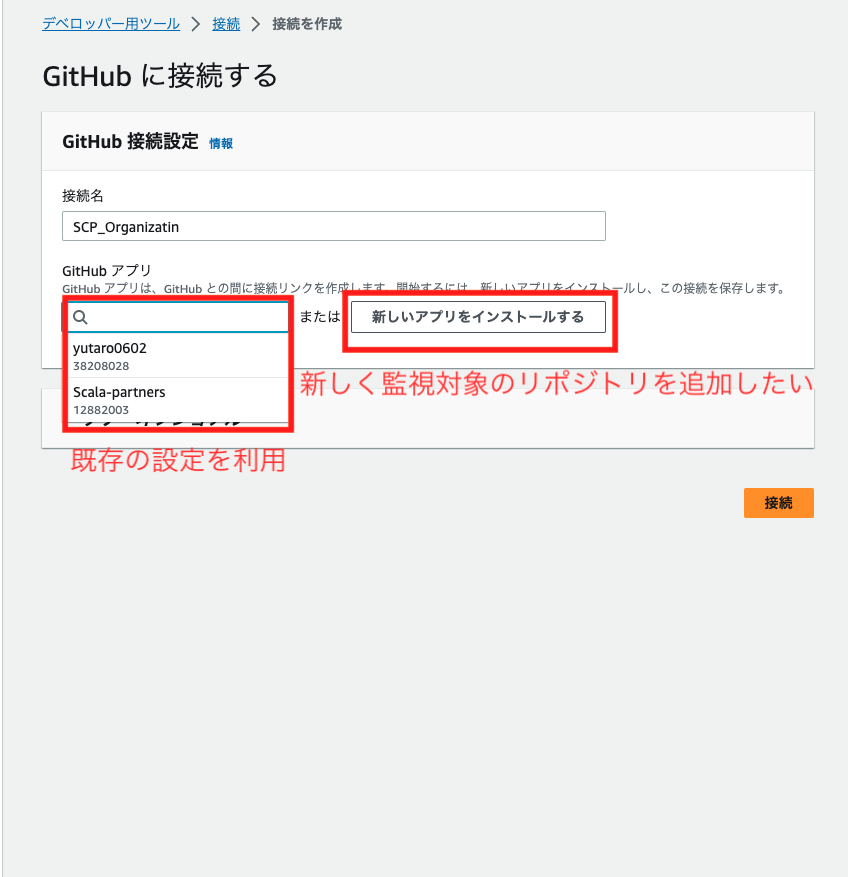 デベロッパー用ツール > 接続 > 接続を作成
GitHub に接続する
GitHub 接続設定 情報
接続名
SCP_Organizatin
GitHub アプリ
GitHub アプリは、GitHub との間に接続リンクを作成します。開始するには、新しいアプリをインストールし、この接続を保存します。
または 新しいアプリをインストールする
yutaro0602
38208028
Scala-partners
12882003
新しく監視対象のリポジトリを追加したい
既存の設定を利用
接続